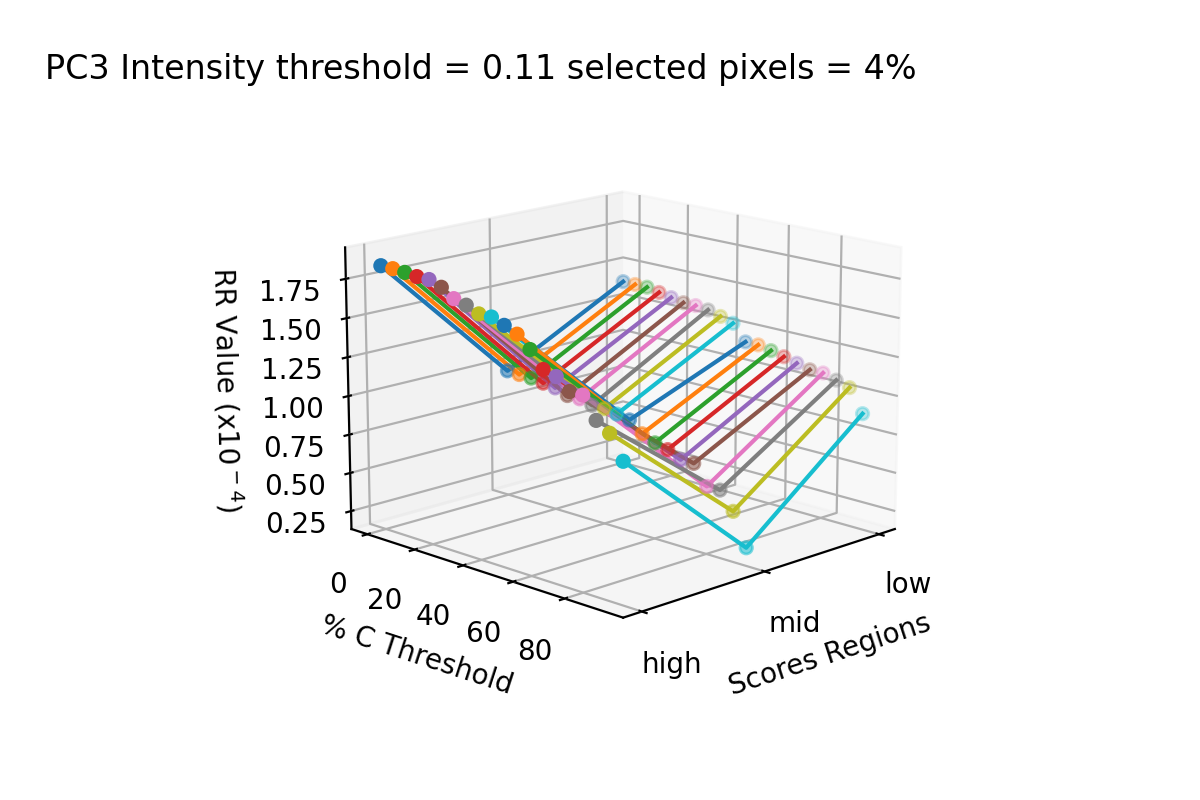 PC3 Intensity threshold = 0.11 selected pixels = 4%
RR Value (x10⁻⁴)
1.75
1.50
1.25
1.00
0.75
0.50
0.25
0
20
40
60
80
% C Threshold
high
mid
low
Scores Regions